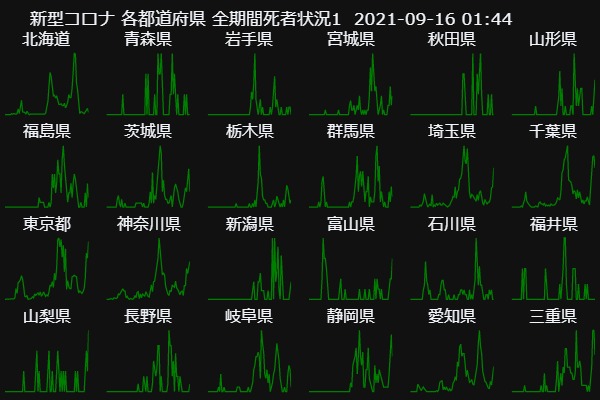 新型コロナ 各都道府県 全期間死者状況1 2021-09-16 01:44
北海道 青森県 岩手県 宮城県 秋田県 山形県
福島県 茨城県 栃木県 群馬県 埼玉県 千葉県
東京都 神奈川県 新潟県 富山県 石川県 福井県
山梨県 長野県 岐阜県 静岡県 愛知県 三重県